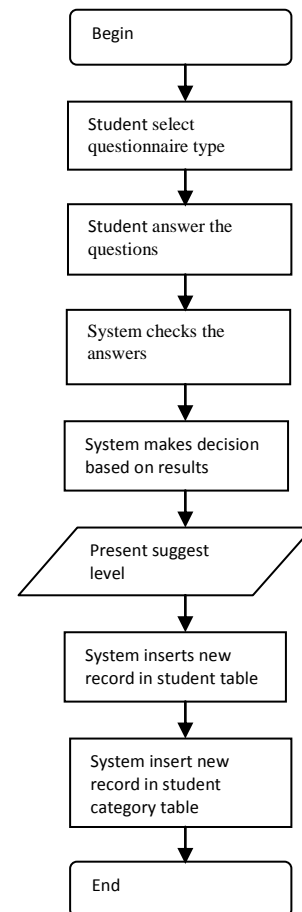 Begin
Student select
questionnaire type
Student answer the
questions
System checks the
answers
System makes decision
based on results
Present suggest
level
System inserts new
record in student table
System insert new
record in student
category table
End